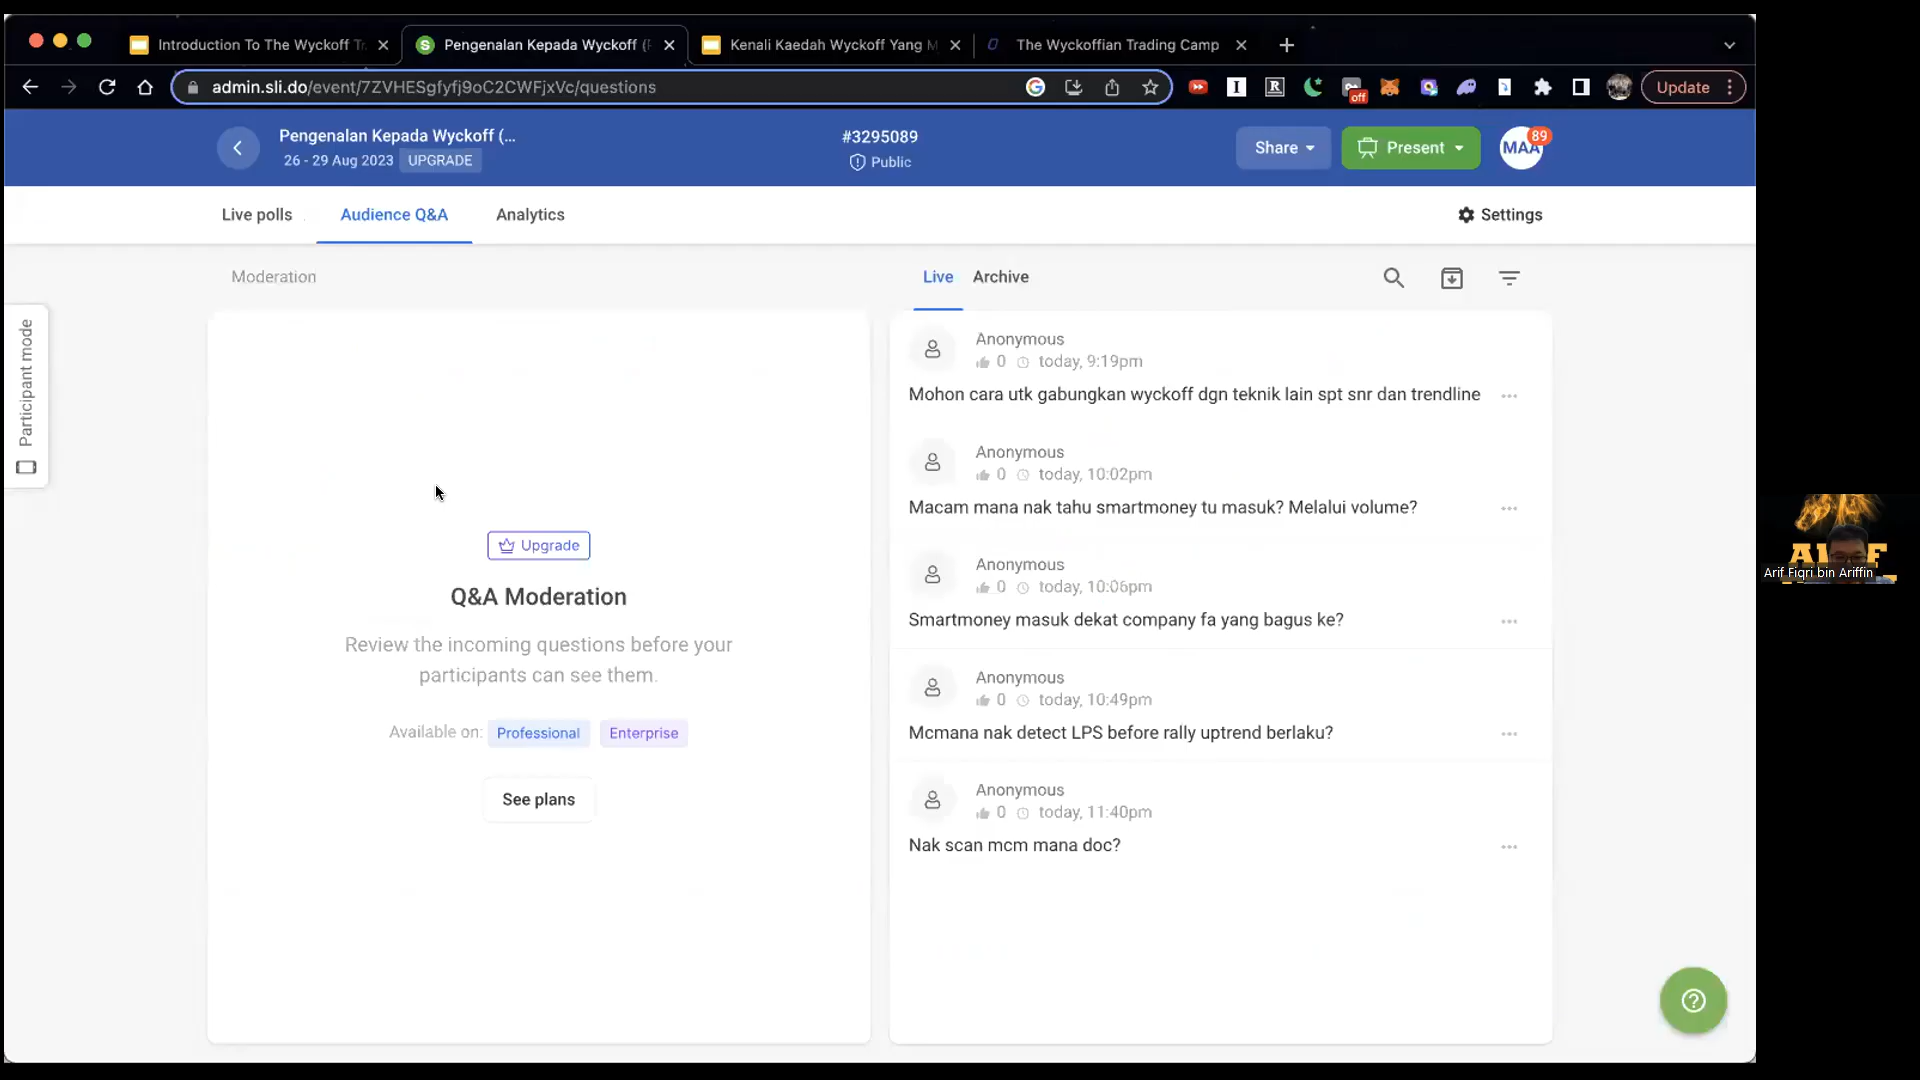 Introduction To The Wyckoff Tr
Pengenalan Kepada Wyckoff (P
Kenali Kaedah Wyckoff Yang M
The Wyckoffian Trading Camp
admin.sli.do/event/7ZVHESgfyfj9oC2CWFjxVc/questions
off
Update
Pengenalan Kepada Wyckoff (...
26 - 29 Aug 2023 UPGRADE
#3295089
Public
Share
Present
MAA
89
Live polls
Audience Q&A
Analytics
Settings
Participant mode
Moderation
Upgrade
Q&A Moderation
Review the incoming questions before your
participants can see them.
Available on: Professional Enterprise
See plans
Live
Archive
Anonymous
0 today, 9:19pm
Mohon cara utk gabungkan wyckoff dgn teknik lain spt snr dan trendline
Anonymous
0 today, 10:02pm
Macam mana nak tahu smartmoney tu masuk? Melalui volume?
Anonymous
0 today, 10:06pm
Smartmoney masuk dekat company fa yang bagus ke?
Anonymous
0 today, 10:49pm
Mcmana nak detect LPS before rally uptrend berlaku?
Anonymous
0 today, 11:40pm
Nak scan mcm mana doc?
Arif Fiqri bin Ariffin